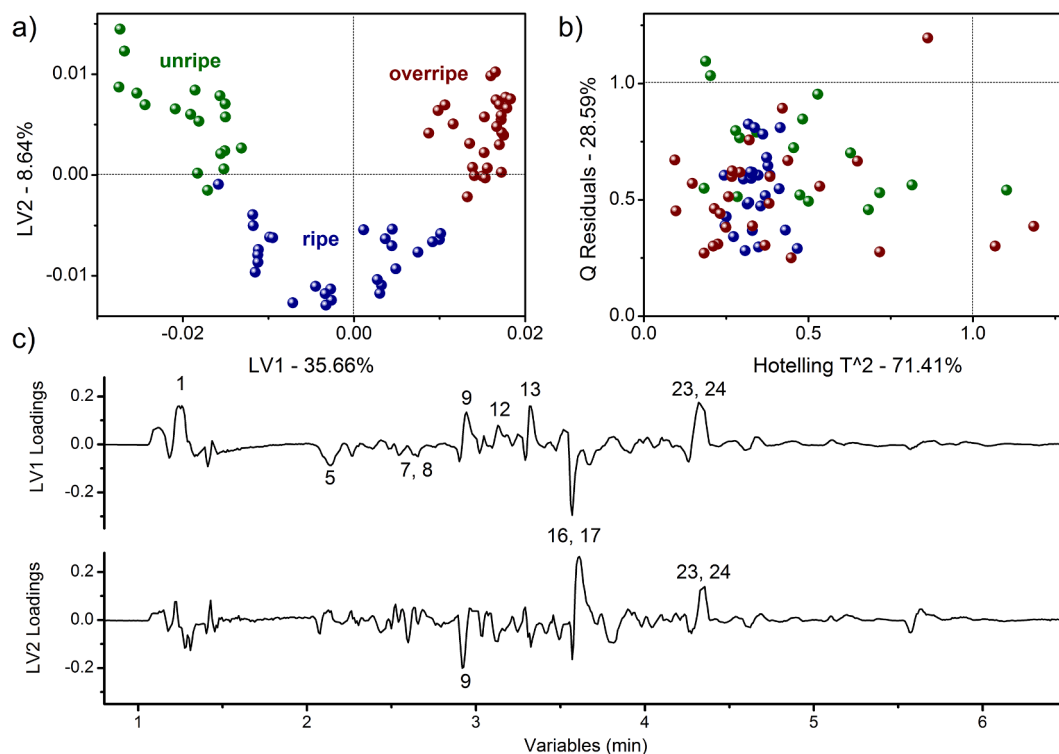 a)
unripe
overripe
ripe
LV2 - 8.64%
0.01
0.00
-0.01
-0.02
0.00
0.02
LV1 - 35.66%
b)
Q Residuals - 28.59%
1.0
0.5
0.0
0.0
0.5
1.0
Hotelling T^2 - 71.41%
c)
LV1 Loadings
0.2
0.0
-0.2
1
5
7, 8
9
12
13
23, 24
LV2 Loadings
0.2
0.0
-0.2
9
16, 17
23, 24
1
2
3
4
5
6
Variables (min)